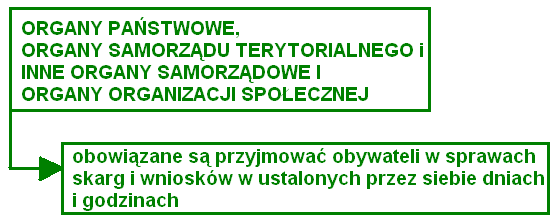 ORGANY PAŃSTWOWE,
ORGANY SAMORZĄDU TERYTORIALNEGO i
INNE ORGANY SAMORZĄDOWE I
ORGANY ORGANIZACJI SPOŁECZNEJ
obowiązane są przyjmować obywateli w sprawach
skarg i wniosków w ustalonych przez siebie dniach
i godzinach